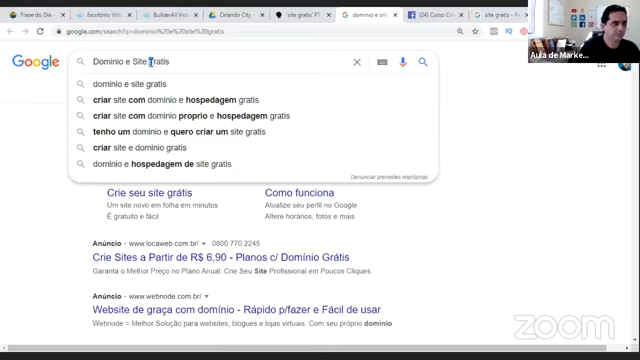 Frase do Dia
Escritório Wind
BuilderAll Vídeo
Orlando City
'site gratis' PT
dominio e site
(24) Curso Cri
site gratis - Pe
google.com/search?q=dominio%20e%20site%20gratis
Google
Dominio e Site gratis
dominio e site gratis
criar site com dominio e hospedagem gratis
criar site com dominio proprio e hospedagem gratis
tenho um dominio e quero criar um site gratis
criar site e dominio gratis
dominio e hospedagem de site gratis
Denunciar previsões impróprias
Crie seu site grátis
Um site novo em folha em minutos
É gratuito e fácil
Como funciona
Atualize seu perfil no Google
Altere horários, fotos e mais
Anúncio · www.locaweb.com.br/ 0800 770 2245
Crie Sites a Partir de R$ 6,90 - Planos c/ Domínio Grátis
Garanta o Melhor Preço no Plano Anual. Crie Seu Site Profissional em Poucos Cliques.
Anúncio · www.webnode.com.br/
Website de graça com domínio - Rápido p/fazer e Fácil de usar
Webnode = Melhor Solução para websites, blogues e lojas virtuais. Com seu próprio domínio
Aula de Marke...
zoom